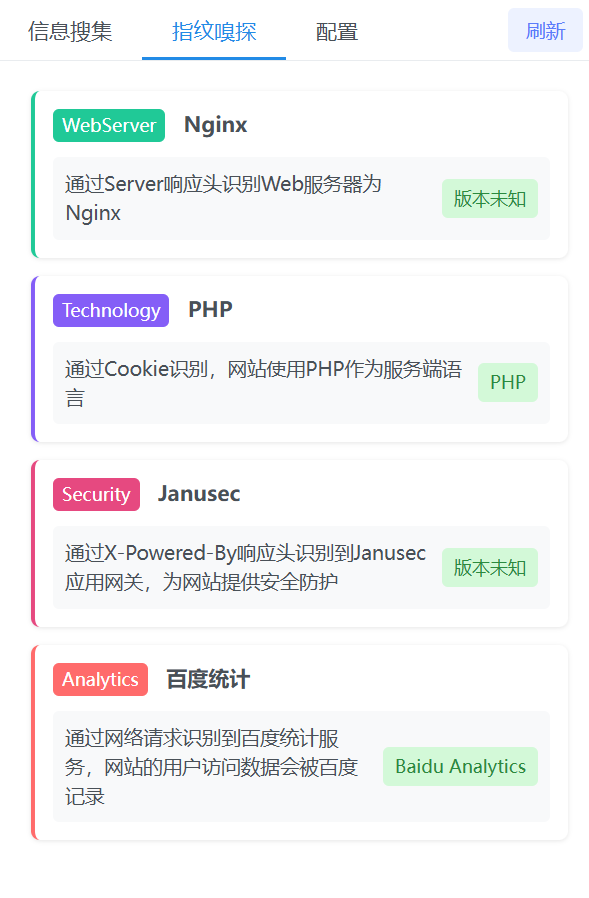 信息搜集 指纹嗅探 配置 刷新
WebServer Nginx
通过Server响应头识别Web服务器为
Nginx
版本未知
Technology PHP
通过Cookie识别，网站使用PHP作为服务端语
言
PHP
Security Janusec
通过X-Powered-By响应头识别到Janusec
应用网关，为网站提供安全防护
版本未知
Analytics 百度统计
通过网络请求识别到百度统计服
务，网站的用户访问数据会被百度
记录
Baidu Analytics